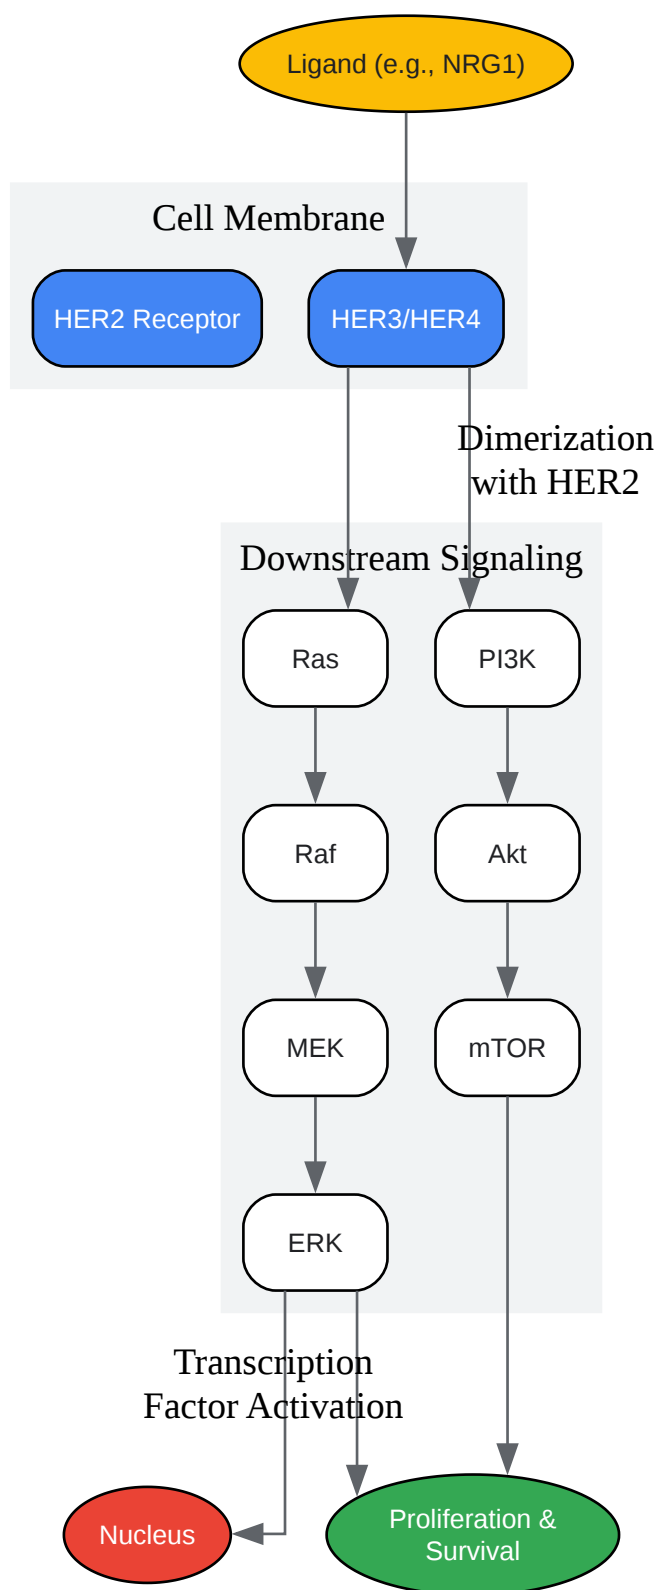 Ligand (e.g., NRG1)
Cell Membrane
HER2 Receptor
HER3/HER4
Dimerization
with HER2
Downstream Signaling
Ras
PI3K
Raf
Akt
MEK
mTOR
ERK
Transcription
Factor Activation
Nucleus
Proliferation &
Survival